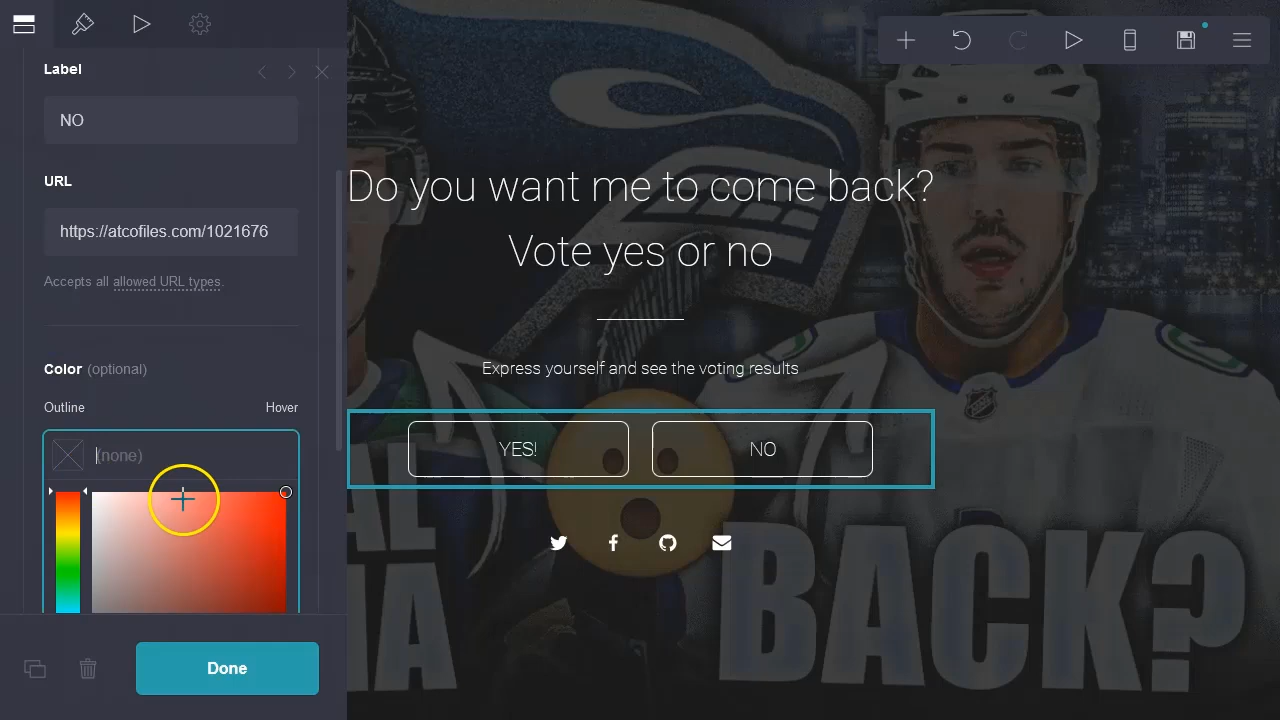 Label
NO
URL
https://atcofiles.com/1021676
Accepts all allowed URL types.
Color (optional)
Outline Hover
(none)
Done
Do you want me to come back?
Vote yes or no
Express yourself and see the voting results
YES! NO
BACK?